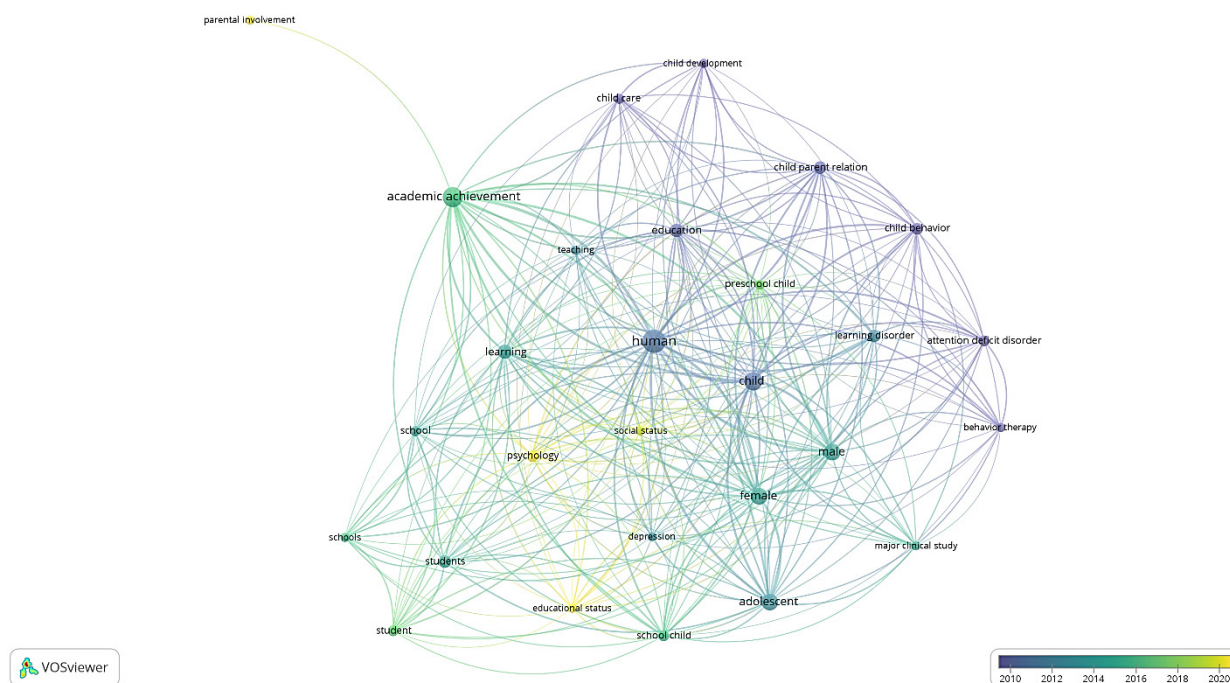 parental involvement
child development
child care
child parent relation
academic achievement
child behavior
education
teaching
preschool child
learning disorder
human
attention deficit disorder
learning
child
behavior therapy
school
social status
male
psychology
female
schools
depression
major clinical study
students
adolescent
educational status
student
school child
VOSviewer
2010 2012 2014 2016 2018 2020